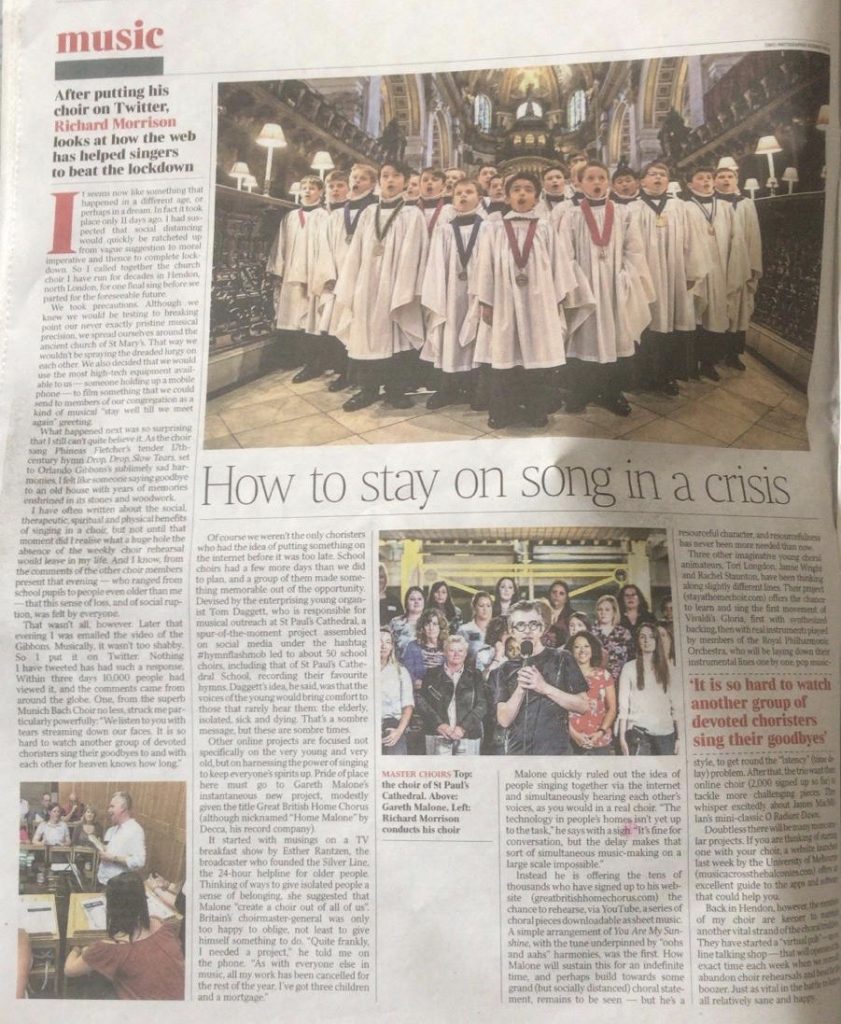 music
After putting his
choir on Twitter,
Richard Morrison
looks at how the web
has helped singers
to beat the lockdown
It seems now like something that
happened in a different age, or
perhaps in a dream. In fact it took
place only 11 days ago. I had sus-
pected that social distancing
would quickly be ratcheted up
from vague suggestion to moral
imperative and thence to complete lock-
down. So I called together the church
choir I have run for decades in Hendon,
north London, for one final sing before we
parted for the foreseeable future.
We took precautions. Although we
knew we would be testing to breaking
point our never exactly pristine musical
precision, we spread ourselves around the
ancient church of St Mary's. That way we
wouldn't be spraying the dreaded lurgy on
each other. We also decided that we would
use the most high-tech equipment avail-
able to us — someone holding up a mobile
phone — to film something that we could
send to members of our congregation as a
kind of musical "stay well till we meet
again" greeting.
What happened next was so surprising
that I still can't quite believe it. As the choir
sang Phineas Fletcher's tender 17th-
century hymn Drop, Drop, Slow Tears, set
to Orlando Gibbons's sublimely sad har-
monies, I felt like someone saying goodbye
to an old house with years of memories
enshrined in its stones and woodwork.
I have often written about the social,
therapeutic, spiritual and physical benefits
of singing in a choir, but not until that
moment did I realise what a huge hole the
absence of the weekly choir rehearsal
would leave in my life. And I know, from
the comments of the other choir members
present that evening — who ranged from
school pupils to people even older than me
— that this sense of loss, and of social rup-
tion, was felt by everyone.
That wasn't all, however. Later that
evening I was emailed the video of the
Gibbons. Musically, it wasn't too shabby.
So I put it on Twitter. Nothing
I have tweeted has had such a response.
Within three days 10,000 people had
viewed it, and the comments came from
around the globe. One, from the superb
Munich Bach Choir no less, struck me par-
ticularly powerfully: "We listen to you with
tears streaming down our faces. It is so
hard to watch another group of devoted
choristers sing their goodbyes to and with
each other for heaven knows how long."
How to stay on song in a crisis
Of course we weren't the only choristers
who had the idea of putting something on
the internet before it was too late. School
choirs had a few more days than we did
to plan, and a group of them made some-
thing memorable out of the opportunity.
Devised by the enterprising young organ-
ist Tom Daggett, who is responsible for
musical outreach at St Paul's Cathedral, a
spur-of-the-moment project assembled
on social media under the hashtag
#hymnflashmob led to about 50 school
choirs, including that of St Paul's Cathe-
dral School, recording their favourite
hymns. Daggett's idea, he said, was that the
voices of the young would bring comfort to
those that rarely hear them: the elderly,
isolated, sick and dying. That's a sombre
message, but these are sombre times.
Other online projects are focused not
specifically on the very young and very
old, but on harnessing the power of singing
to keep everyone's spirits up. Pride of place
here must go to Gareth Malone's
instantaneous new project, modestly
given the title Great British Home Chorus
(although nicknamed "Home Malone" by
Decca, his record company).
It started with musings on a TV
breakfast show by Esther Rantzen, the
broadcaster who founded the Silver Line,
the 24-hour helpline for older people.
Thinking of ways to give isolated people a
sense of belonging, she suggested that
Malone "create a choir out of all of us".
Britain's choirmaster-general was only
too happy to oblige, not least to give
himself something to do. "Quite frankly,
I needed a project," he told me on
the phone. "As with everyone else in
music, all my work has been cancelled for
the rest of the year. I've got three children
and a mortgage."
MASTER CHOIRS Top:
the choir of St Paul's
Cathedral. Above:
Gareth Malone. Left:
Richard Morrison
conducts his choir
Malone quickly ruled out the idea of
people singing together via the internet
and simultaneously hearing each other's
voices, as you would in a real choir. "The
technology in people's homes isn't yet up
to the task," he says with a sigh. "It's fine for
conversation, but the delay makes that
sort of simultaneous music-making on a
large scale impossible."
Instead he is offering the tens of
thousands who have signed up to his web-
site (greatbritishhomechorus.com) the
chance to rehearse, via YouTube, a series of
choral pieces downloadable as sheet music.
A simple arrangement of You Are My Sun-
shine, with the tune underpinned by "oohs
and aahs" harmonies, was the first. How
Malone will sustain this for an indefinite
time, and perhaps build towards some
grand (but socially distanced) choral state-
ment, remains to be seen — but he's a
resourceful character, and resourcefulness
has never been more needed than now.
Three other imaginative young choral
animateurs, Tori Longdon, Jamie Wright
and Rachel Staunton, have been thinking
along slightly different lines. Their project
(stayathomechoir.com) offers the chance
to learn and sing the first movement of
Vivaldi's Gloria, first with synthesized
backing, then with real instruments played
by members of the Royal Philharmonic
Orchestra, who will be laying down their
instrumental lines one by one, pop music-
'It is so hard to watch
another group of
devoted choristers
sing their goodbyes'
style, to get round the "latency" (time de-
lay) problem. After that, the trio want their
online choir (2,000 signed up so far) to
tackle more challenging pieces. They
whisper excitedly about James MacMil-
lan's mini-classic O Radiant Dawn.
Doubtless there will be many more simi-
lar projects. If you are thinking of starting
one with your choir, a website launched
last week by the University of Melbourne
(musicacrossthebalconies.com) offers an
excellent guide to the apps and software
that could help you.
Back in Hendon, however, the members
of my choir are keener to maintain
another vital strand of the choral
They have started a "virtual pub" — an on-
line talking shop — that will open at the
exact time each week when we normally
abandon choir rehearsals and head to the
boozer. Just as vital in the battle to
all relatively sane and happy.